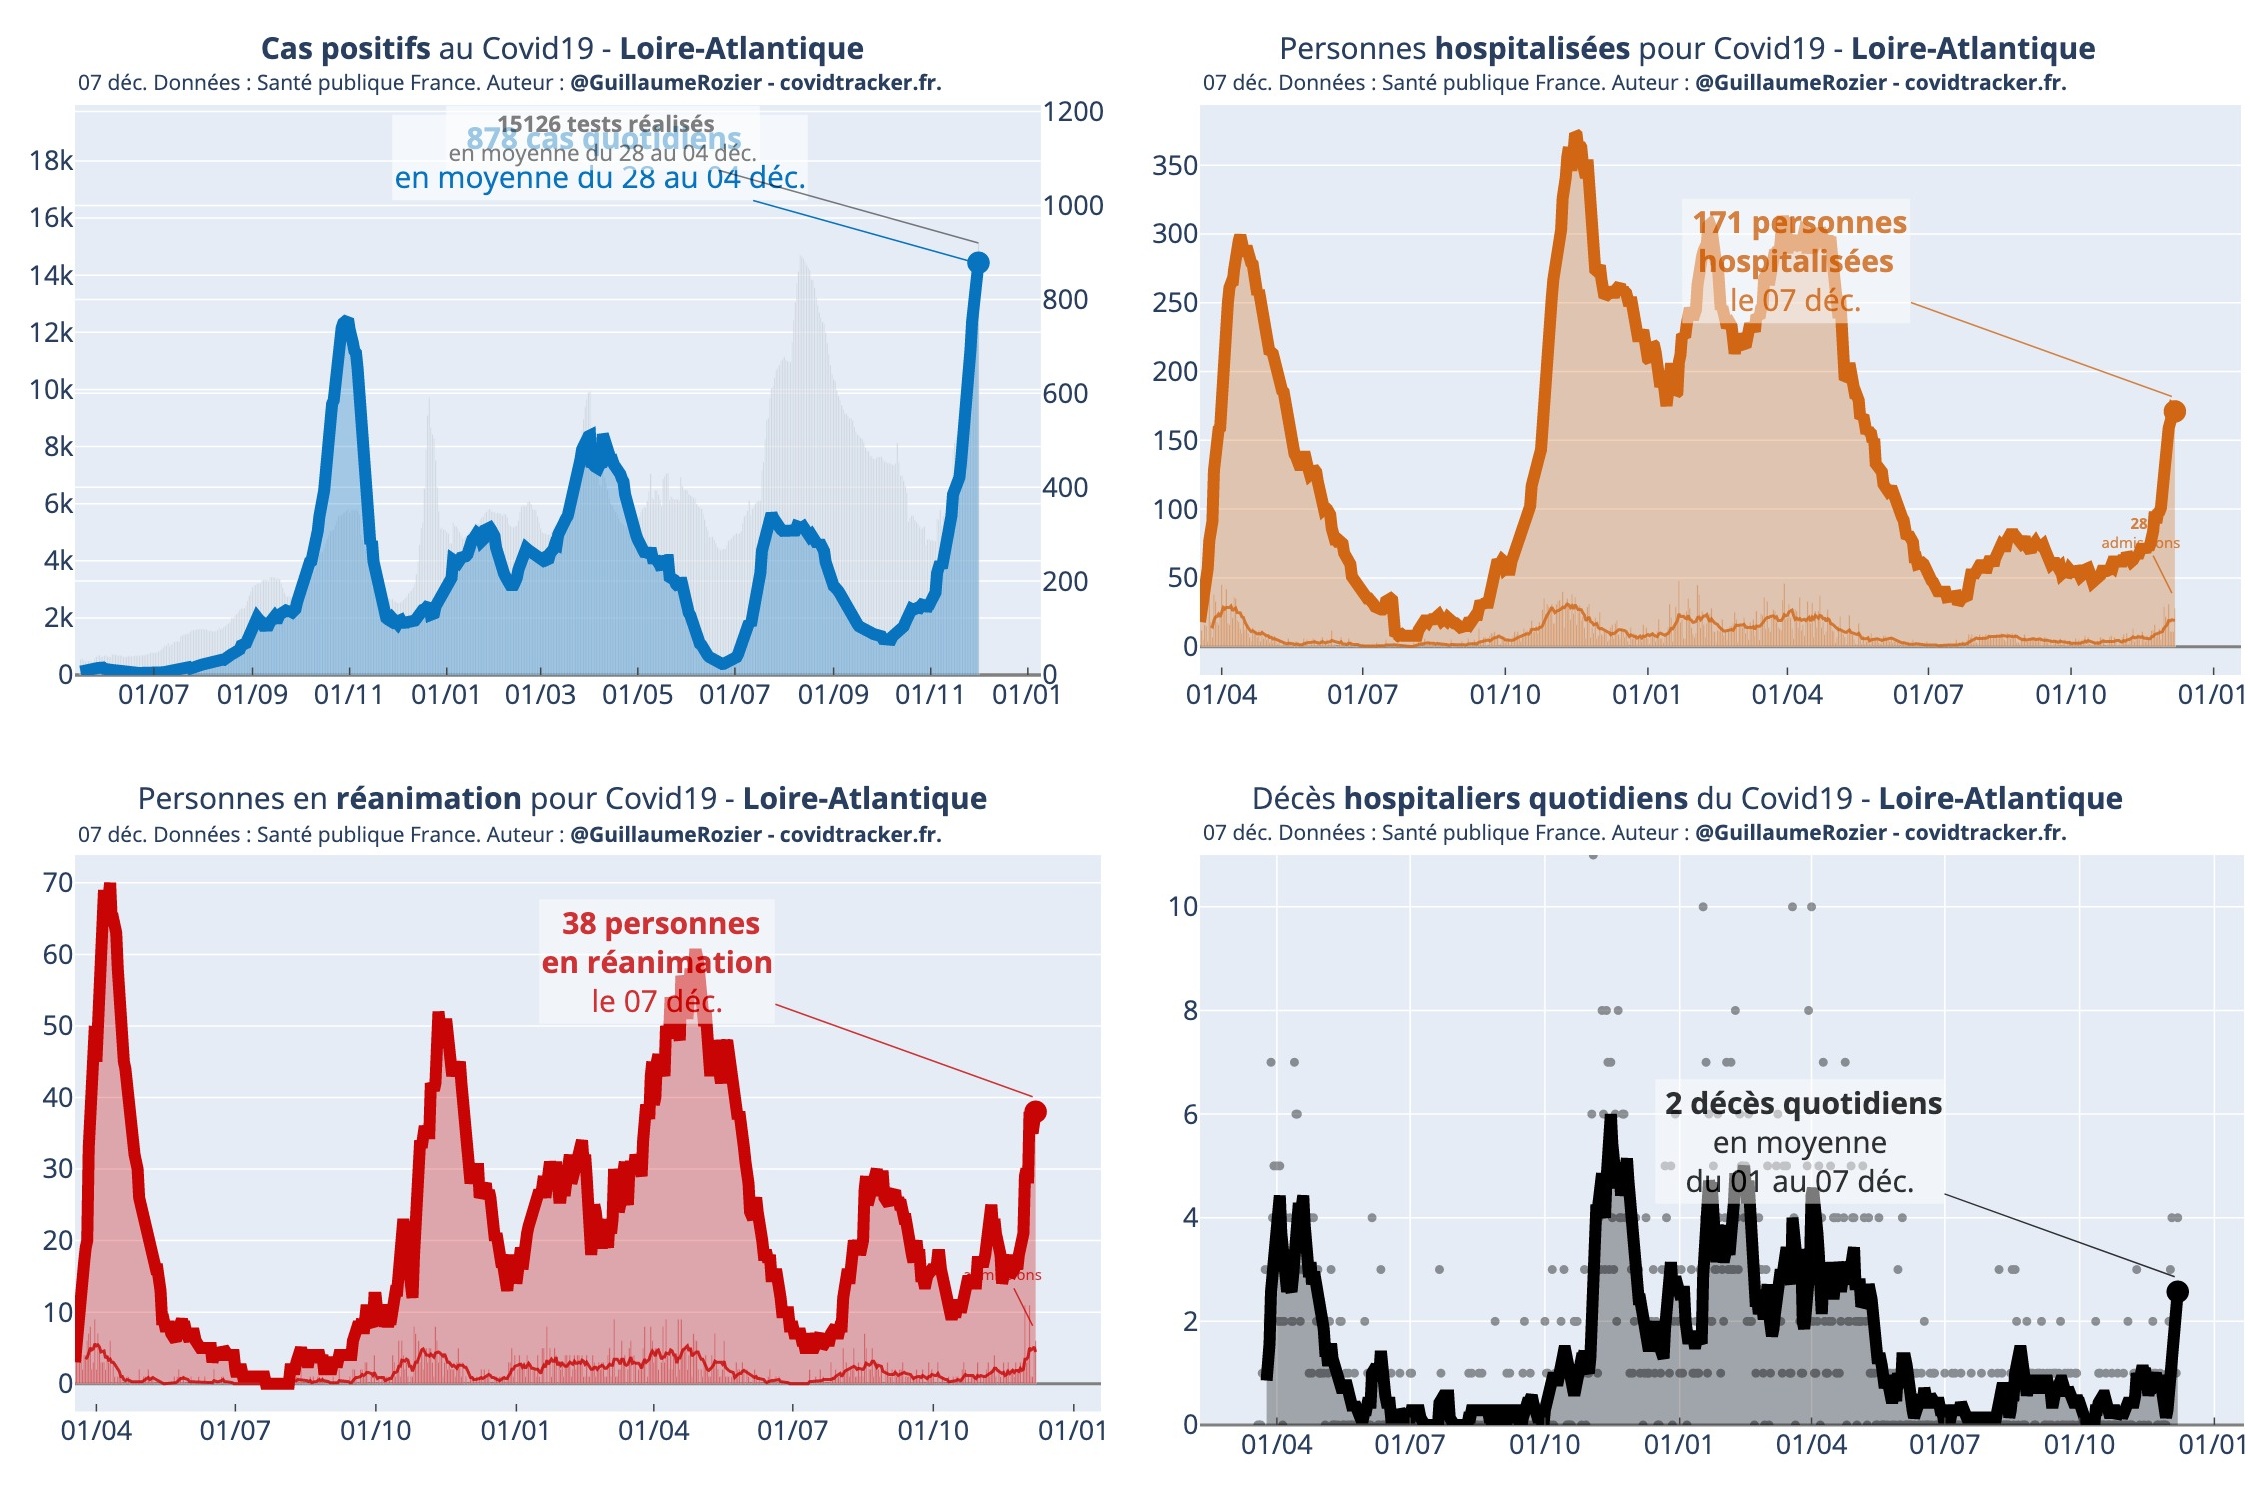 Cas positifs au Covid19 - Loire-Atlantique
07 déc. Données : Santé publique France. Auteur : @GuillaumeRozier - covidtracker.fr.
15126 tests réalisés
878 cas quotidiens
en moyenne du 28 au 04 déc.
en moyenne du 28 au 04 déc.
18k
16k
14k
12k
10k
8k
6k
4k
2k
0
1200
1000
800
600
400
200
0
01/07 01/09 01/11 01/01 01/03 01/05 01/07 01/09 01/11 01/01
Personnes hospitalisées pour Covid19 - Loire-Atlantique
07 déc. Données : Santé publique France. Auteur : @GuillaumeRozier - covidtracker.fr.
171 personnes
hospitalisées
le 07 déc.
350
300
250
200
150
100
50
0
28
admissions
01/04 01/07 01/10 01/01 01/04 01/07 01/10 01/01
Personnes en réanimation pour Covid19 - Loire-Atlantique
07 déc. Données : Santé publique France. Auteur : @GuillaumeRozier - covidtracker.fr.
38 personnes
en réanimation
le 07 déc.
70
60
50
40
30
20
10
0
admissions
01/04 01/07 01/10 01/01 01/04 01/07 01/10 01/01
Décès hospitaliers quotidiens du Covid19 - Loire-Atlantique
07 déc. Données : Santé publique France. Auteur : @GuillaumeRozier - covidtracker.fr.
2 décès quotidiens
en moyenne
du 01 au 07 déc.
10
8
6
4
2
0
01/04 01/07 01/10 01/01 01/04 01/07 01/10 01/01